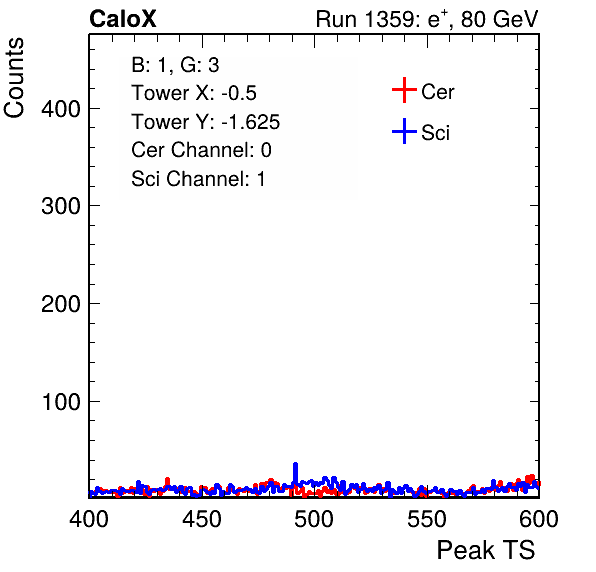 CaloX Run 1359: e⁺, 80 GeV
Counts
B: 1, G: 3
Tower X: -0.5
Tower Y: -1.625
Cer Channel: 0
Sci Channel: 1
Cer
Sci
400
300
200
100
400 450 500 550 600
Peak TS